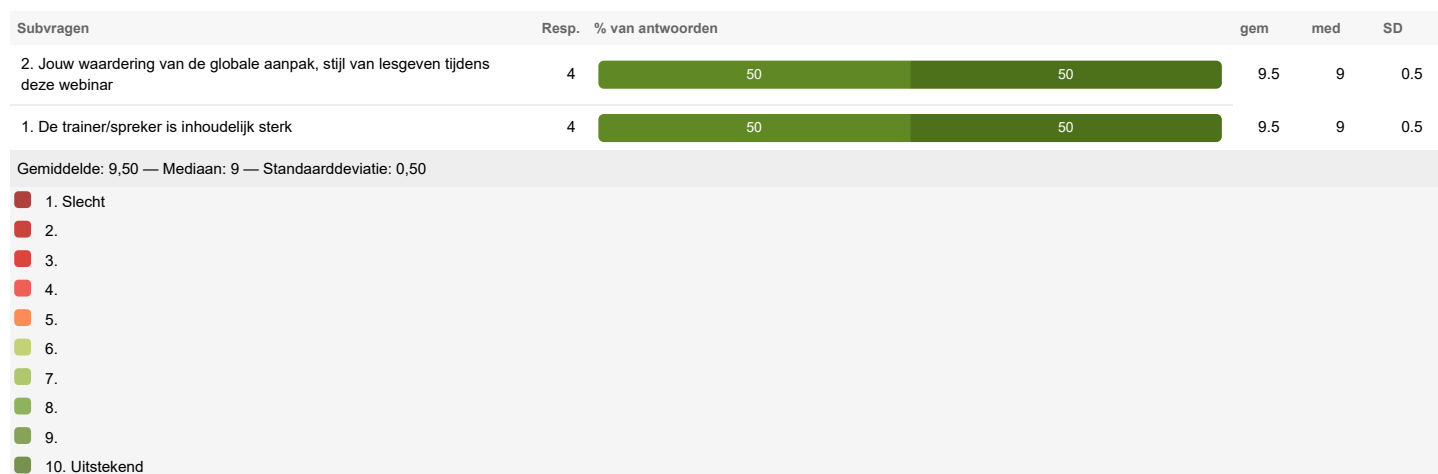 Subvragen Resp. % van antwoorden gem med SD
2. Jouw waardering van de globale aanpak, stijl van lesgeven tijdens
deze webinar 4 50 50 9.5 9 0.5
1. De trainer/spreker is inhoudelijk sterk 4 50 50 9.5 9 0.5
Gemiddelde: 9,50 — Mediaan: 9 — Standaarddeviatie: 0,50
1. Slecht
2.
3.
4.
5.
6.
7.
8.
9.
10. Uitstekend